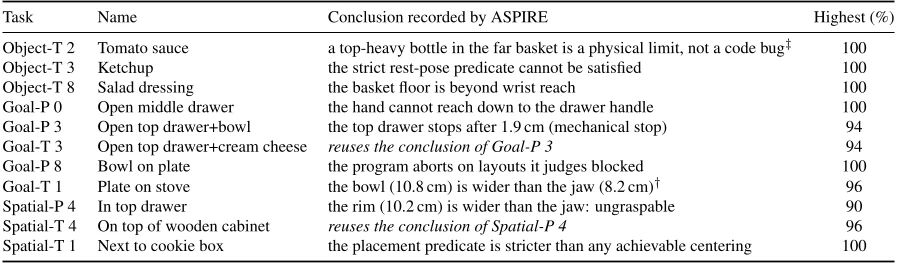 Task Name Conclusion recorded by ASPIRE Highest (%)
Object-T 2 Tomato sauce a top-heavy bottle in the far basket is a physical limit, not a code bug‡ 100
Object-T 3 Ketchup the strict rest-pose predicate cannot be satisfied 100
Object-T 8 Salad dressing the basket floor is beyond wrist reach 100
Goal-P 0 Open middle drawer the hand cannot reach down to the drawer handle 100
Goal-P 3 Open top drawer+bowl the top drawer stops after 1.9 cm (mechanical stop) 94
Goal-T 3 Open top drawer+cream cheese reuses the conclusion of Goal-P 3 94
Goal-P 8 Bowl on plate the program aborts on layouts it judges blocked 100
Goal-T 1 Plate on stove the bowl (10.8 cm) is wider than the jaw (8.2 cm)† 96
Spatial-P 4 In top drawer the rim (10.2 cm) is wider than the jaw: ungraspable 90
Spatial-T 4 On top of wooden cabinet reuses the conclusion of Spatial-P 4 96
Spatial-T 1 Next to cookie box the placement predicate is stricter than any achievable centering 100